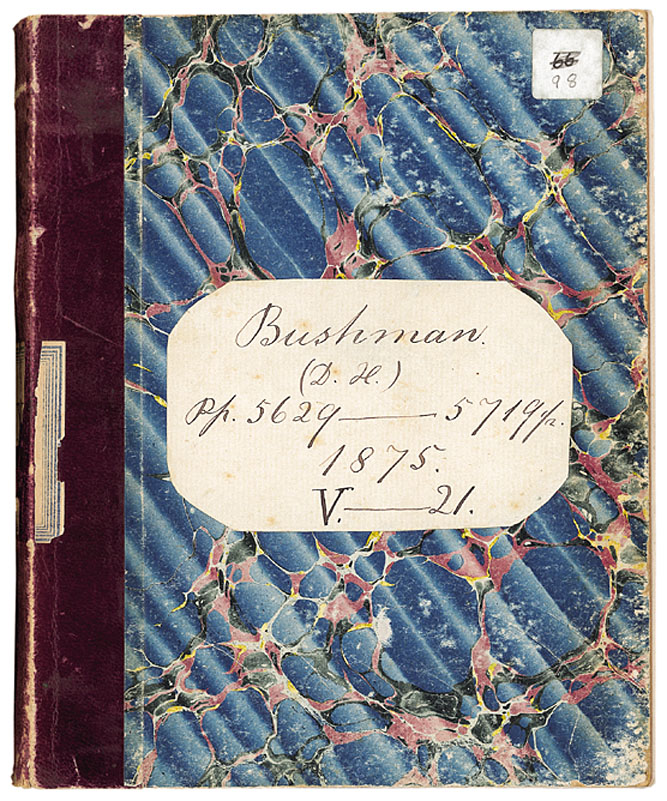 66
98
Bushman.
(D. H.)
Pp. 5629——5719½.
1875.
V.——21.